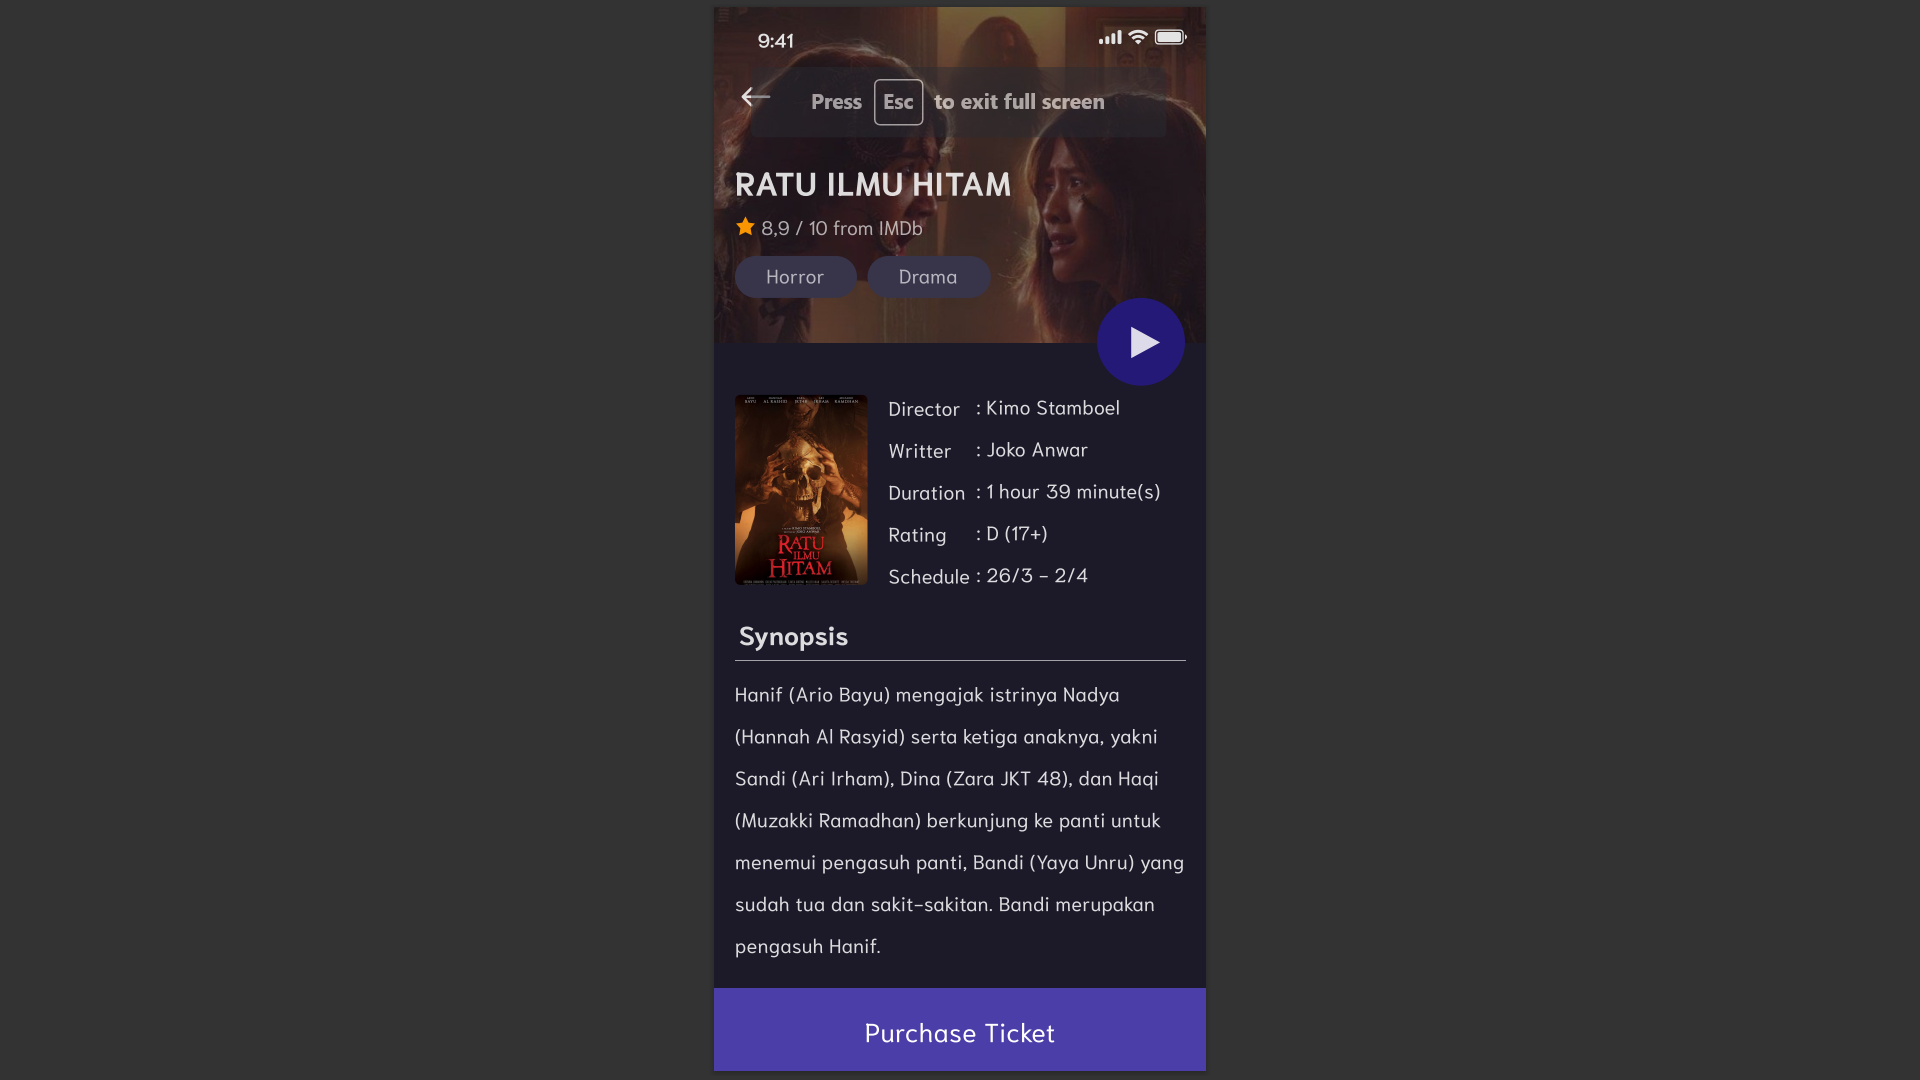 9:41
Press Esc to exit full screen
RATU ILMU HITAM
8,9 / 10 from IMDb
Horror Drama
RATU
ILMU
HITAM
Director : Kimo Stamboel
Writter : Joko Anwar
Duration : 1 hour 39 minute(s)
Rating : D (17+)
Schedule : 26/3 - 2/4
Synopsis
Hanif (Ario Bayu) mengajak istrinya Nadya
(Hannah Al Rasyid) serta ketiga anaknya, yakni
Sandi (Ari Irham), Dina (Zara JKT 48), dan Haqi
(Muzakki Ramadhan) berkunjung ke panti untuk
menemui pengasuh panti, Bandi (Yaya Unru) yang
sudah tua dan sakit-sakitan. Bandi merupakan
pengasuh Hanif.
Purchase Ticket